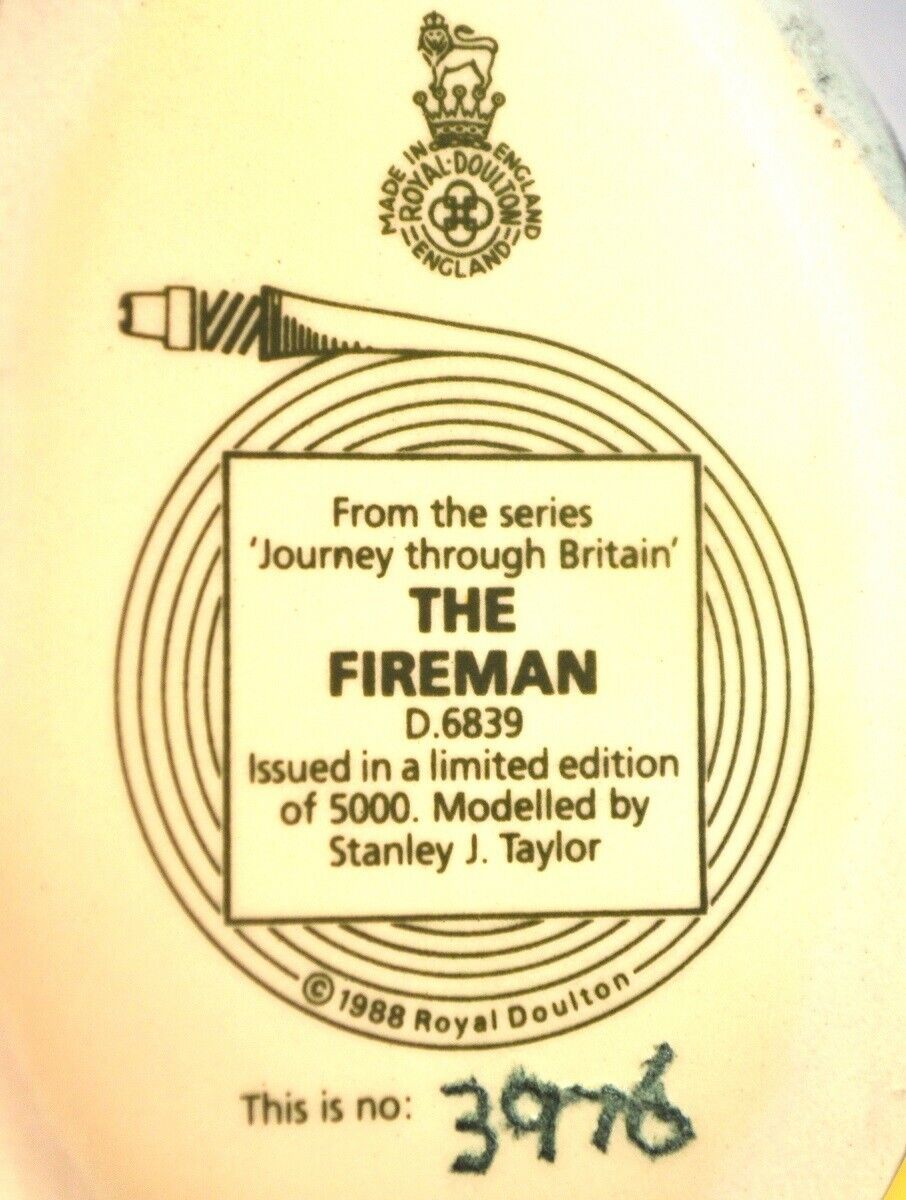 MADE IN ENGLAND
ROYAL·DOULTON
ENGLAND
From the series
'Journey through Britain'
THE
FIREMAN
D.6839
Issued in a limited edition
of 5000. Modelled by
Stanley J. Taylor
© 1988 Royal Doulton
This is no: 3976